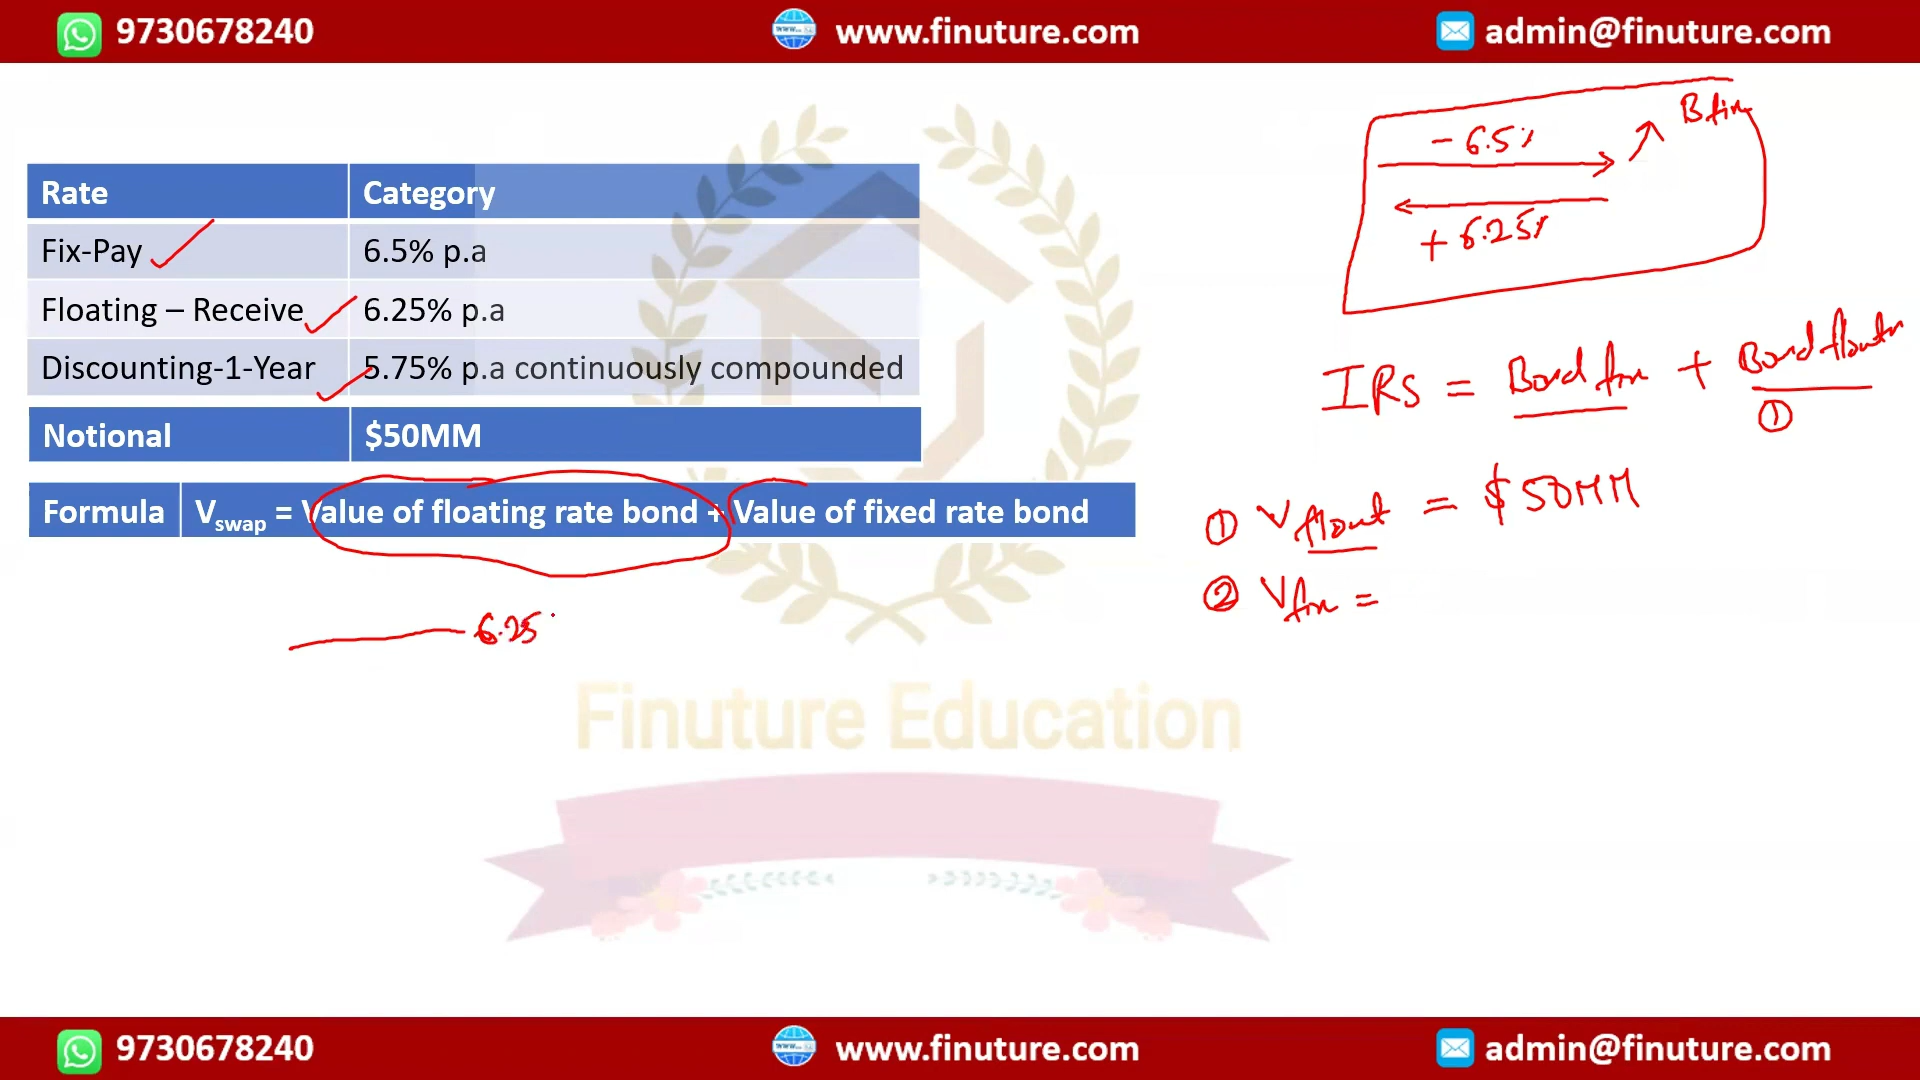 9730678240 www.finuture.com admin@finuture.com
Rate Category
Fix-Pay 6.5% p.a
Floating – Receive 6.25% p.a
Discounting-1-Year 5.75% p.a continuously compounded
Notional $50MM
Formula Vswap = Value of floating rate bond + Value of fixed rate bond
6.25
- 6.5% B fix
+ 6.25%
IRS = Bond fix + Bond
①
① V float = $50MM
② V fix =
Finuture Education
9730678240 www.finuture.com admin@finuture.com